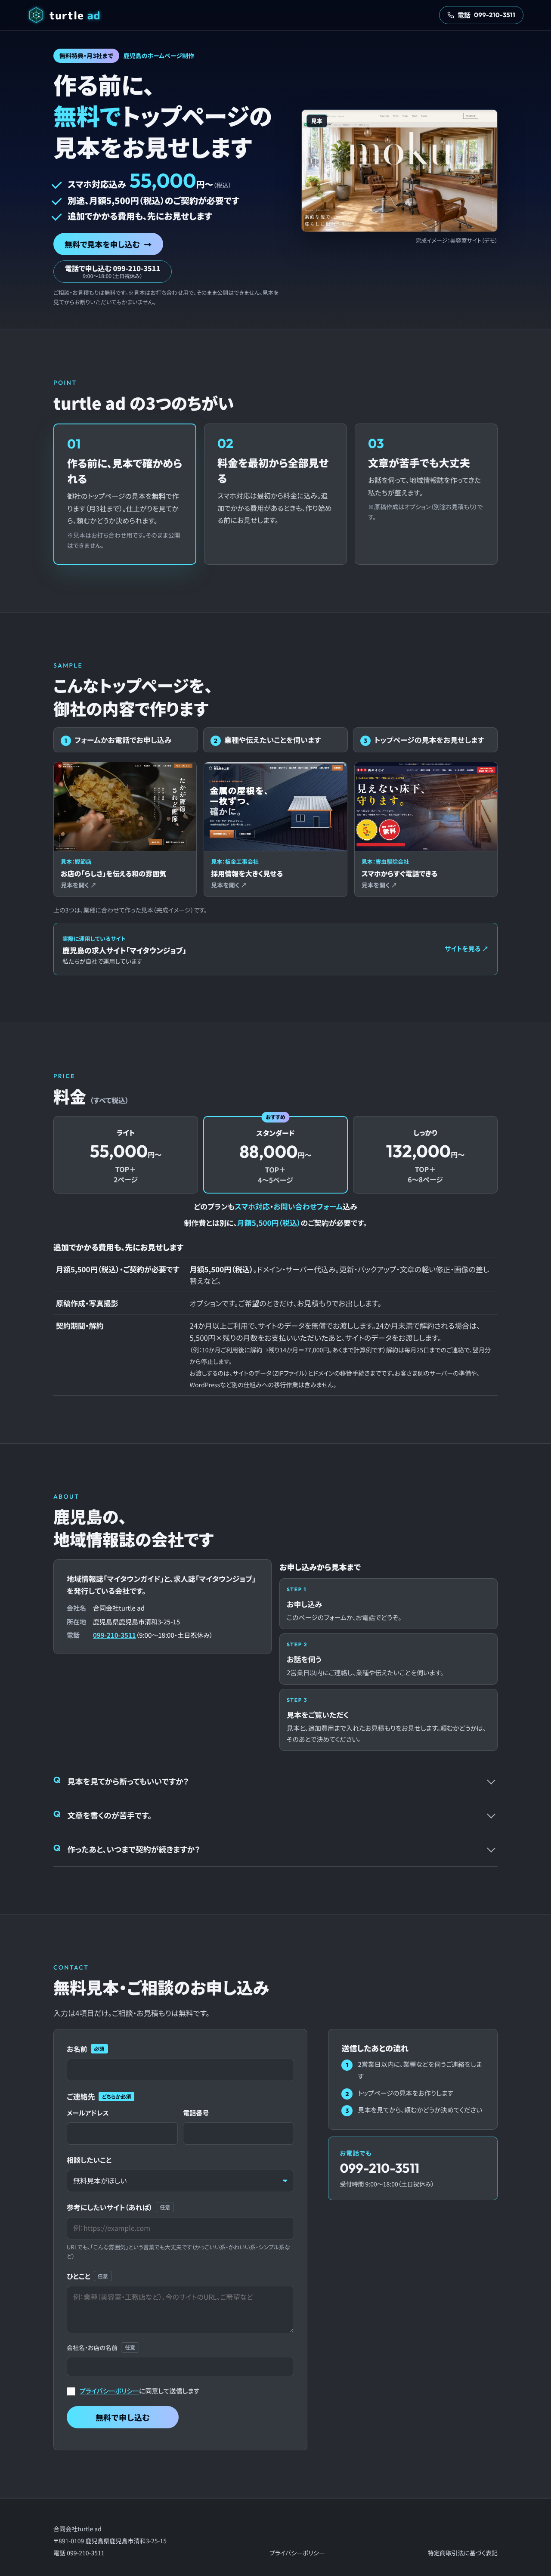 turtle ad
電話 099-210-3511
無料特典・月3社まで
鹿児島のホームページ制作
作る前に、
無料でトップページの
見本をお見せします
スマホ対応込み 55,000円〜（税込）
別途、月額5,500円（税込）のご契約が必要です
追加でかかる費用も、先にお見せします
無料で見本を申し込む →
電話で申し込む 099-210-3511
9:00〜18:00（土日祝休み）
ご相談・お見積もりは無料です。※見本はお打ち合わせ用で、そのまま公開はできません。見本を
見てからお断りいただいてもかまいません。
見本
moku
完成イメージ：美容室サイト（デモ）
POINT
turtle ad の3つのちがい
01
作る前に、見本で確かめら
れる
御社のトップページの見本を無料で作
ります（月3社まで）。仕上がりを見てか
ら、頼むかどうか決められます。
※見本はお打ち合わせ用です。そのまま公開
はできません。
02
料金を最初から全部見せ
る
スマホ対応は最初から料金に込み。追
加でかかる費用があるときも、作り始め
る前にお見せします。
03
文章が苦手でも大丈夫
お話を伺って、地域情報誌を作ってきた
私たちが整えます。
※原稿作成はオプション（別途お見積もり）で
す。
SAMPLE
こんなトップページを、
御社の内容で作ります
1 フォームかお電話でお申し込み
2 業種や伝えたいことを伺います
3 トップページの見本をお見せします
たかが鰹節。
されど鰹節。
見本：鰹節店
お店の「らしさ」を伝える和の雰囲気
見本を開く ↗
金属の屋根を、
一枚ずつ、
確かに。
見本：板金工事会社
採用情報を大きく見せる
見本を開く ↗
見えない床下、
守ります。
無料
見本：害虫駆除会社
スマホからすぐ電話できる
見本を開く ↗
上の3つは、業種に合わせて作った見本（完成イメージ）です。
実際に運用しているサイト
鹿児島の求人サイト「マイタウンジョブ」
私たちが自社で運用しています
サイトを見る ↗
PRICE
料金 （すべて税込）
ライト
55,000円〜
TOP＋
2ページ
おすすめ
スタンダード
88,000円〜
TOP＋
4〜5ページ
しっかり
132,000円〜
TOP＋
6〜8ページ
どのプランもスマホ対応・お問い合わせフォーム込み
制作費とは別に、月額5,500円（税込）のご契約が必要です。
追加でかかる費用も、先にお見せします
月額5,500円（税込）・ご契約が必要です
月額5,500円（税込）。ドメイン・サーバー代込み。更新・バックアップ・文章の軽い修正・画像の差し
替えなど。
原稿作成・写真撮影
オプションです。ご希望のときだけ、お見積もりでお出しします。
契約期間・解約
24か月以上ご利用で、サイトのデータを無償でお渡しします。24か月未満で解約される場合は、
5,500円×残りの月数をお支払いいただいたあと、サイトのデータをお渡しします。
（例：10か月ご利用後に解約→残り14か月＝77,000円。あくまで計算例です）解約は毎月25日までのご連絡で、翌月分
から停止します。
お渡しするのは、サイトのデータ（ZIPファイル）とドメインの移管手続きまでです。お客さま側のサーバーの準備や、
WordPressなど別の仕組みへの移行作業は含みません。
ABOUT
鹿児島の、
地域情報誌の会社です
地域情報誌「マイタウンガイド」と、求人誌「マイタウンジョブ」
を発行している会社です。
会社名 合同会社turtle ad
所在地 鹿児島県鹿児島市清和3-25-15
電話 099-210-3511（9:00〜18:00・土日祝休み）
お申し込みから見本まで
STEP 1
お申し込み
このページのフォームか、お電話でどうぞ。
STEP 2
お話を伺う
2営業日以内にご連絡し、業種や伝えたいことを伺います。
STEP 3
見本をご覧いただく
見本と、追加費用まで入れたお見積もりをお見せします。頼むかどうかは、
そのあとで決めてください。
Q 見本を見てから断ってもいいですか？
Q 文章を書くのが苦手です。
Q 作ったあと、いつまで契約が続きますか？
CONTACT
無料見本・ご相談のお申し込み
入力は4項目だけ。ご相談・お見積もりは無料です。
お名前 必須
ご連絡先 どちらか必須
メールアドレス
電話番号
相談したいこと
無料見本がほしい
参考にしたいサイト（あれば） 任意
例：https://example.com
URLでも、「こんな雰囲気」という言葉でも大丈夫です（かっこいい系・かわいい系・シンプル系な
ど）
ひとこと 任意
例：業種（美容室・工務店など）、今のサイトのURL、ご希望など
会社名・お店の名前 任意
プライバシーポリシーに同意して送信します
無料で申し込む
送信したあとの流れ
1 2営業日以内に、業種などを伺うご連絡をしま
す
2 トップページの見本をお作りします
3 見本を見てから、頼むかどうか決めてください
お電話でも
099-210-3511
受付時間 9:00〜18:00（土日祝休み）
合同会社turtle ad
〒891-0109 鹿児島県鹿児島市清和3-25-15
電話 099-210-3511
プライバシーポリシー
特定商取引法に基づく表記